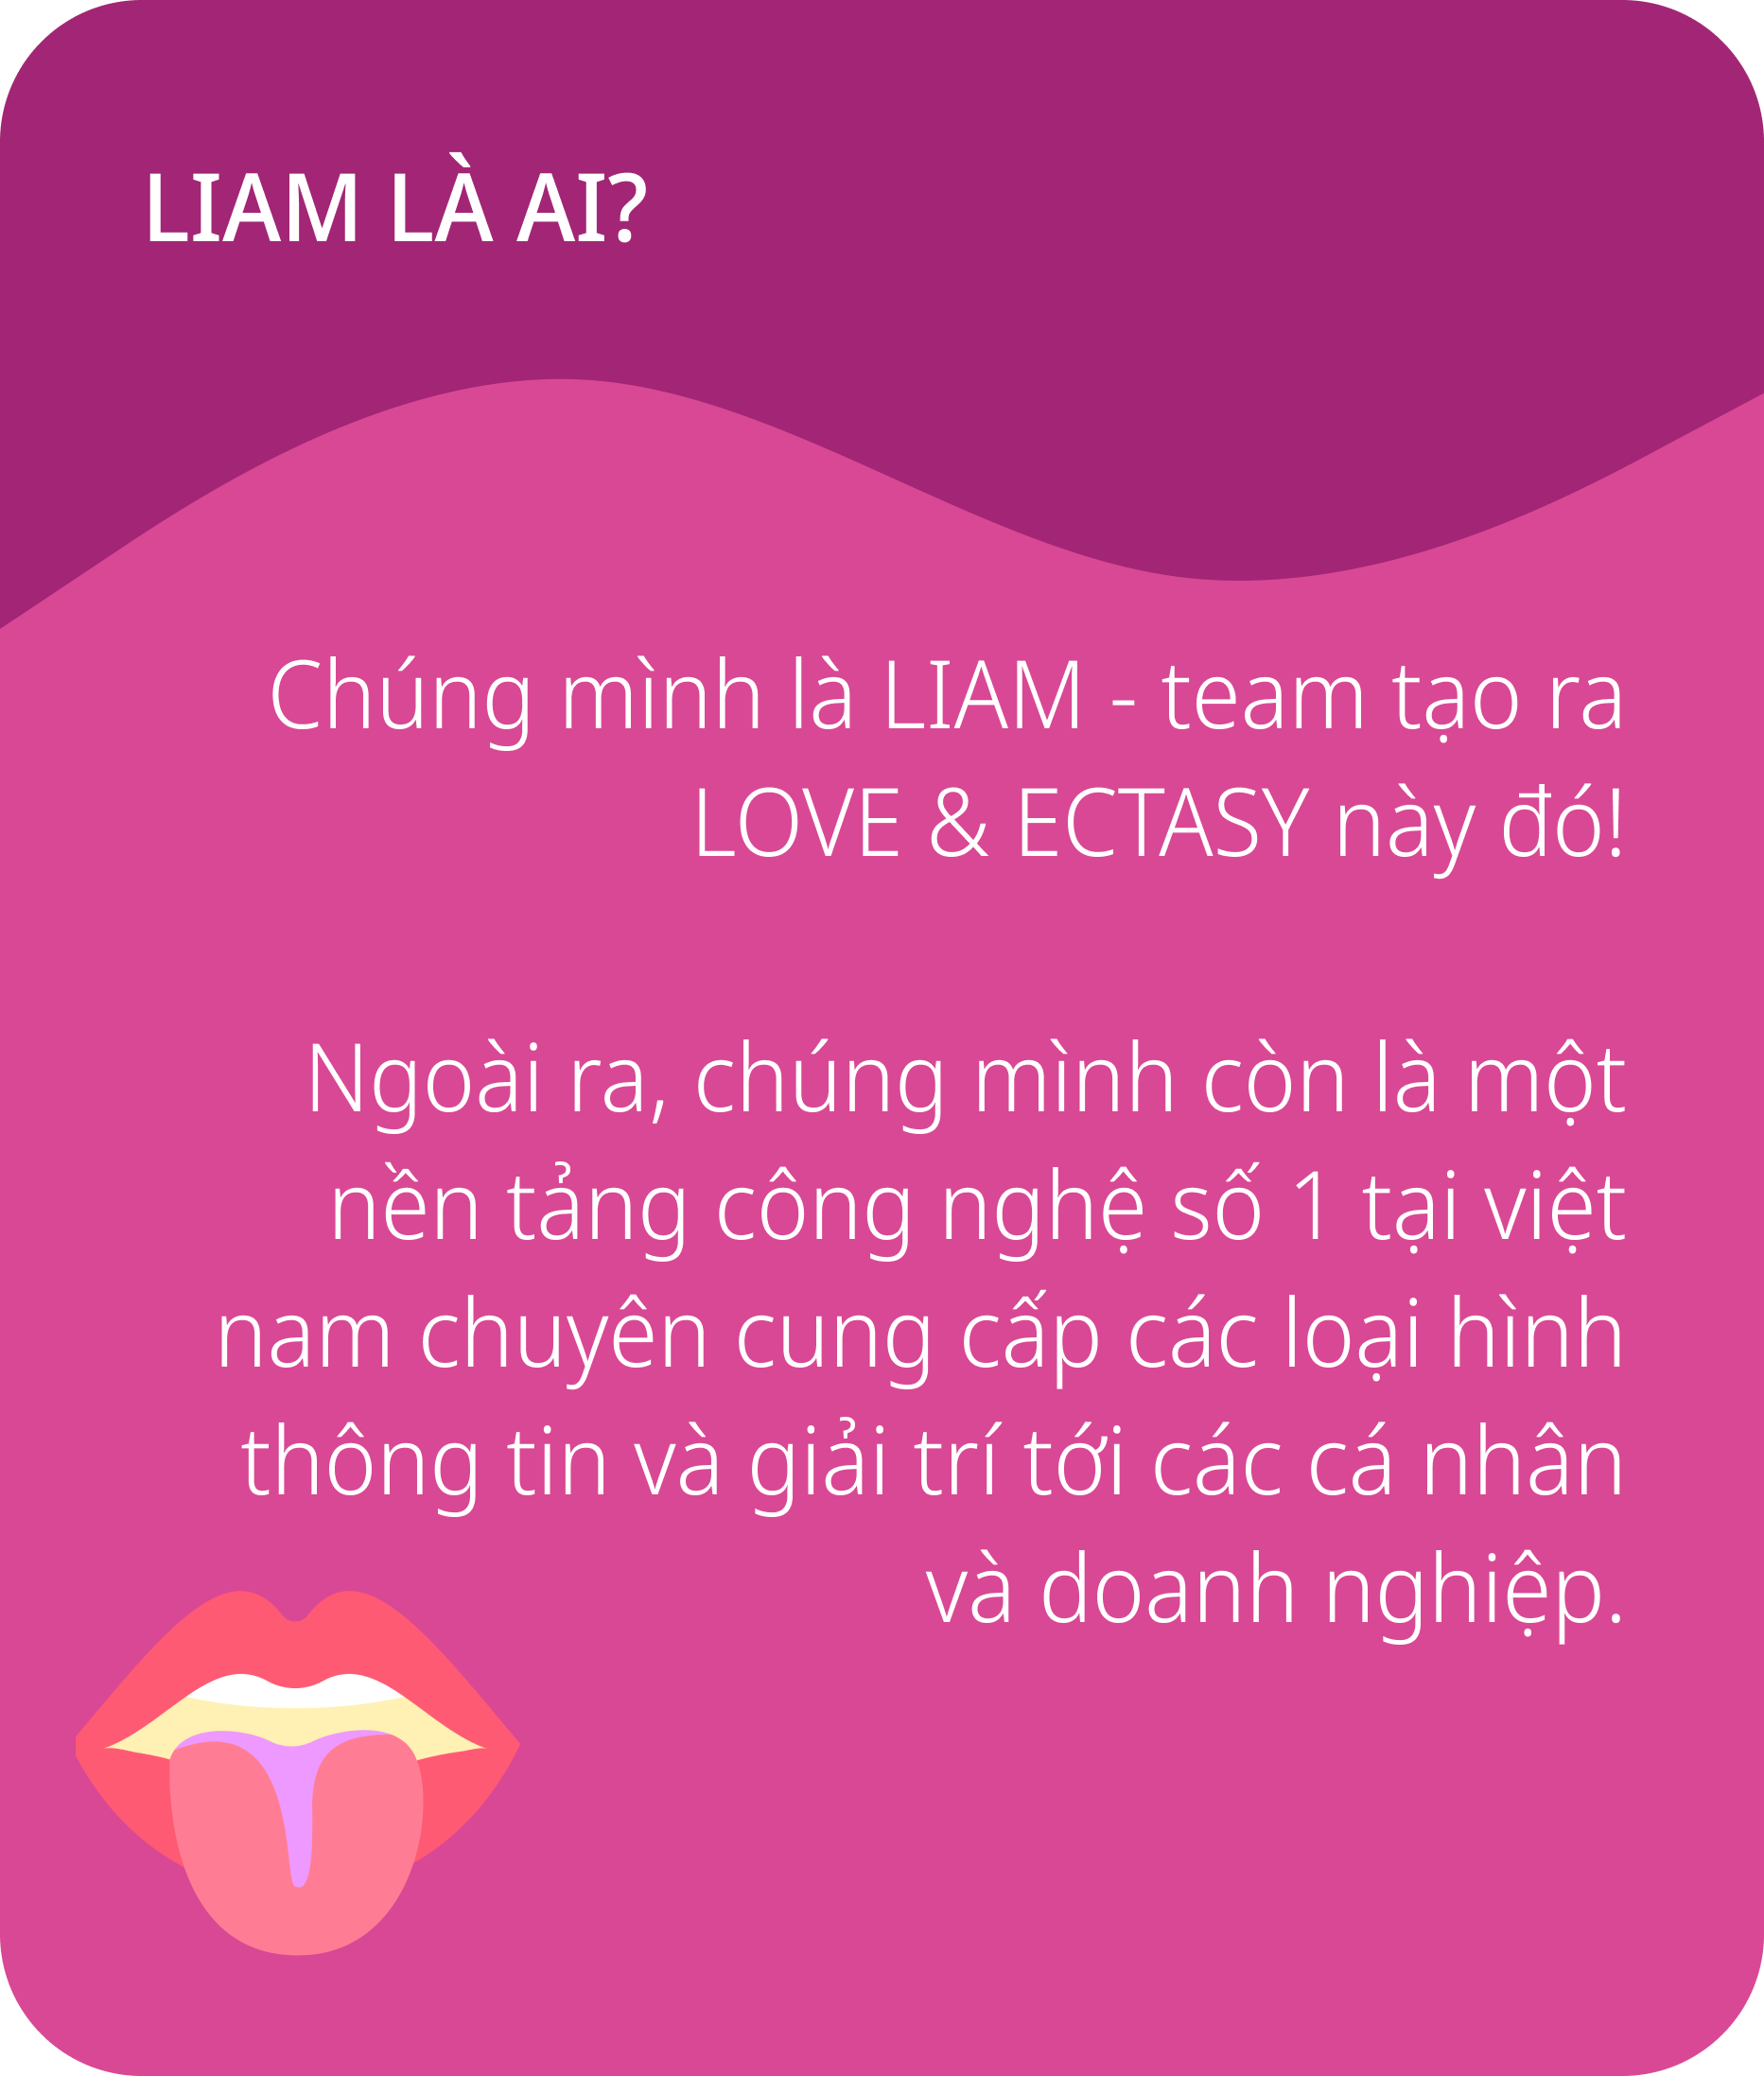 LIAM LÀ AI?
Chúng mình là LIAM - team tạo ra
LOVE & ECTASY này đó!
Ngoài ra, chúng mình còn là một
nền tảng công nghệ số 1 tại việt
nam chuyên cung cấp các loại hình
thông tin và giải trí tới các cá nhân
và doanh nghiệp.